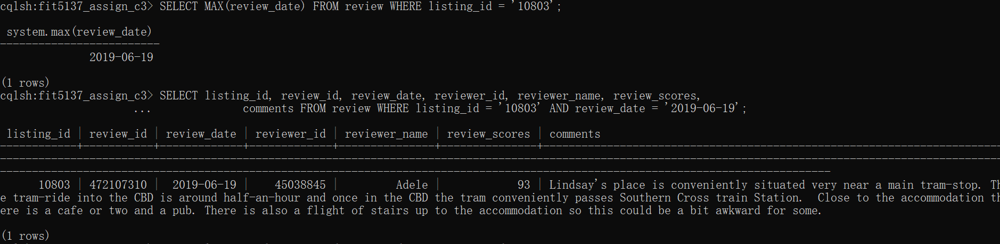 cqlsh:fit5137_assign_c3> SELECT MAX(review_date) FROM review WHERE listing_id = '10803';
system.max(review_date)
--------------------------
2019-06-19
(1 rows)
cqlsh:fit5137_assign_c3> SELECT listing_id, review_id, review_date, reviewer_id, reviewer_name, review_scores,
... comments FROM review WHERE listing_id = '10803' AND review_date = '2019-06-19';
listing_id | review_id | review_date | reviewer_id | reviewer_name | review_scores | comments
10803 | 472107310 | 2019-06-19 | 45038845 | Adele | 93 | Lindsay's place is conveniently situated very near a main tram-stop. Th
e tram-ride into the CBD is around half-an-hour and once in the CBD the tram conveniently passes Southern Cross train Station. Close to the accommodation th
ere is a cafe or two and a pub. There is also a flight of stairs up to the accommodation so this could be a bit awkward for some.
(1 rows)